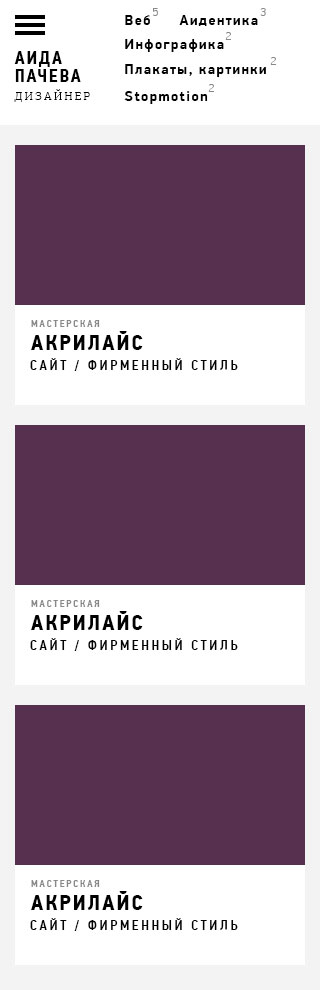 АИДА
ПАЧЕВА
ДИЗАЙНЕР
Веб 5 Аидентика 3
Инфографика 2
Плакаты, картинки 2
Stopmotion 2
МАСТЕРСКАЯ
АКРИЛАЙС
САЙТ / ФИРМЕННЫЙ СТИЛЬ
МАСТЕРСКАЯ
АКРИЛАЙС
САЙТ / ФИРМЕННЫЙ СТИЛЬ
МАСТЕРСКАЯ
АКРИЛАЙС
САЙТ / ФИРМЕННЫЙ СТИЛЬ